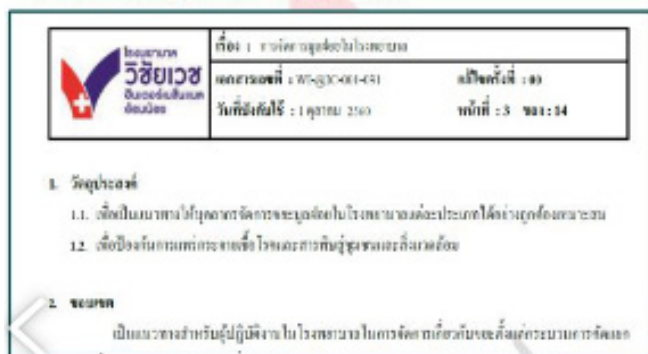 โรงพยาบาล
วิชัยเวช
อินเตอร์เนชั่นแนล
อ้อมน้อย
เรื่อง : การจัดการมูลฝอยในโรงพยาบาล
เอกสารเลขที่ : แก้ไขครั้งที่ : 00
วันที่บังคับใช้ : 1 ตุลาคม 2560 หน้าที่ : 3 ของ : 14
1. วัตถุประสงค์
1.1. เพื่อเป็นแนวทางให้บุคลากรจัดการขยะมูลฝอยในโรงพยาบาลแต่ละประเภทได้อย่างถูกต้องเหมาะสม
1.2. เพื่อป้องกันการแพร่กระจายเชื้อโรคและสารพิษสู่ชุมชนและสิ่งแวดล้อม
2. ขอบเขต
เป็นแนวทางสำหรับผู้ปฏิบัติงานในโรงพยาบาลในการจัดการเกี่ยวกับขยะตั้งแต่กระบวนการคัดแยก